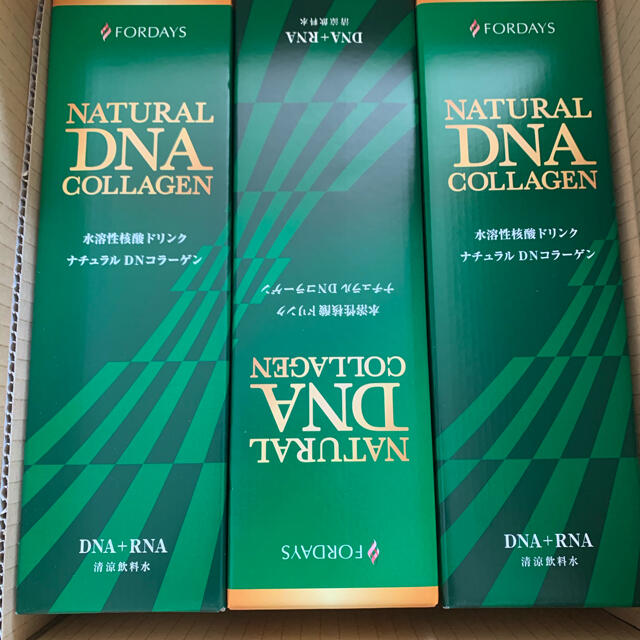 FORDAYS
NATURAL
DNA
COLLAGEN
水溶性核酸ドリンク
ナチュラル DNコラーゲン
DNA+RNA
清涼飲料水
FORDAYS
NATURAL
DNA
COLLAGEN
水溶性核酸ドリンク
ナチュラル DNコラーゲン
DNA+RNA
清涼飲料水
FORDAYS
NATURAL
DNA
COLLAGEN
水溶性核酸ドリンク
ナチュラル DNコラーゲン
DNA+RNA
清涼飲料水